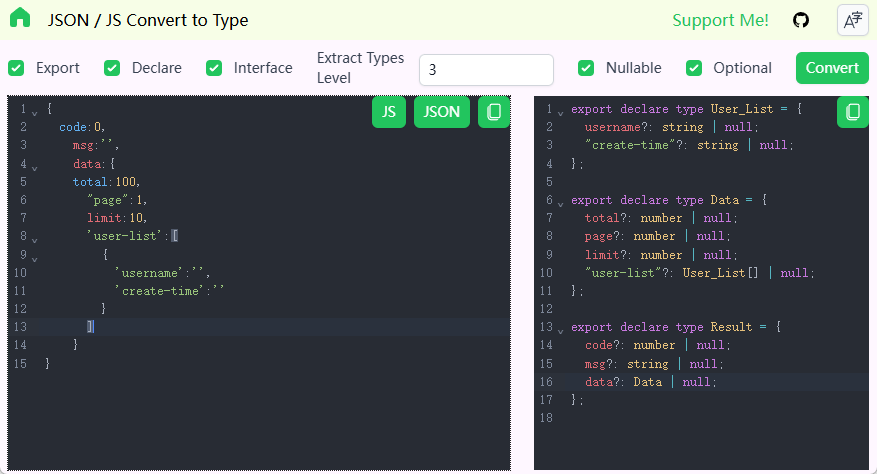 JSON / JS Convert to Type
Support Me!
A字
Export
Declare
Interface
Extract Types
Level
3
Nullable
Optional
Convert
JS
JSON
1 {
2 code:0,
3 msg:'',
4 data:{
5 total:100,
6 "page":1,
7 limit:10,
8 'user-list':[
9 {
10 'username':'',
11 'create-time':''
12 }
13 ]
14 }
15 }
1 export declare type User_List = {
2 username?: string | null;
3 "create-time"?: string | null;
4 };
5
6 export declare type Data = {
7 total?: number | null;
8 page?: number | null;
9 limit?: number | null;
10 "user-list"?: User_List[] | null;
11 };
12
13 export declare type Result = {
14 code?: number | null;
15 msg?: string | null;
16 data?: Data | null;
17 };
18